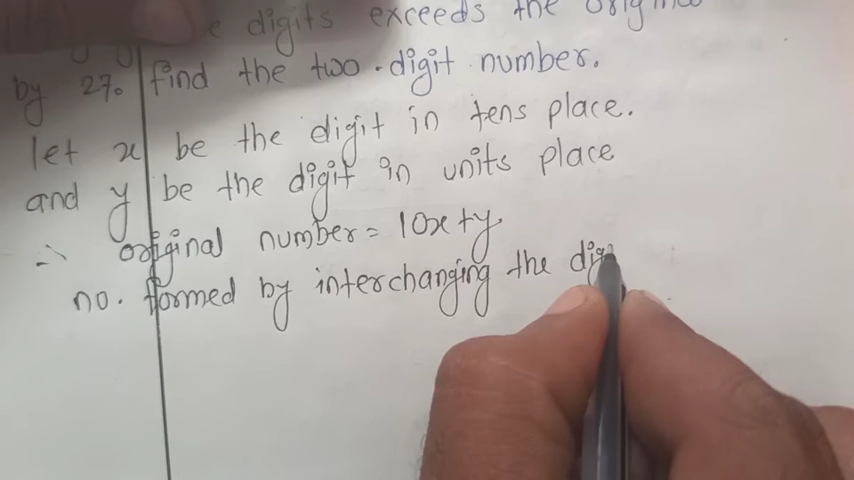 digits exceeds the
by 27. find the two-digit number.
let x be the digit in tens place.
and y be the digit in units place
∴ original number = 10x+y.
no. formed by interchanging the digi